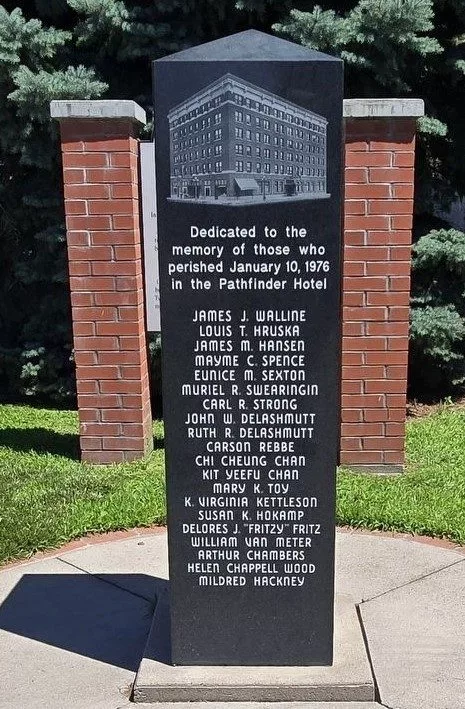 Dedicated to the
memory of those who
perished January 10, 1976
in the Pathfinder Hotel
JAMES J. WALLINE
LOUIS T. HRUSKA
JAMES M. HANSEN
MAYME C. SPENCE
EUNICE M. SEXTON
MURIEL R. SWEARINGIN
CARL R. STRONG
JOHN W. DELASHMUTT
RUTH R. DELASHMUTT
CARSON REBBE
CHI CHEUNG CHAN
KIT YEEFU CHAN
MARY K. TOY
K. VIRGINIA KETTLESON
SUSAN K. HOKAMP
DELORES J. "FRITZY" FRITZ
WILLIAM VAN METER
ARTHUR CHAMBERS
HELEN CHAPPELL WOOD
MILDRED HACKNEY